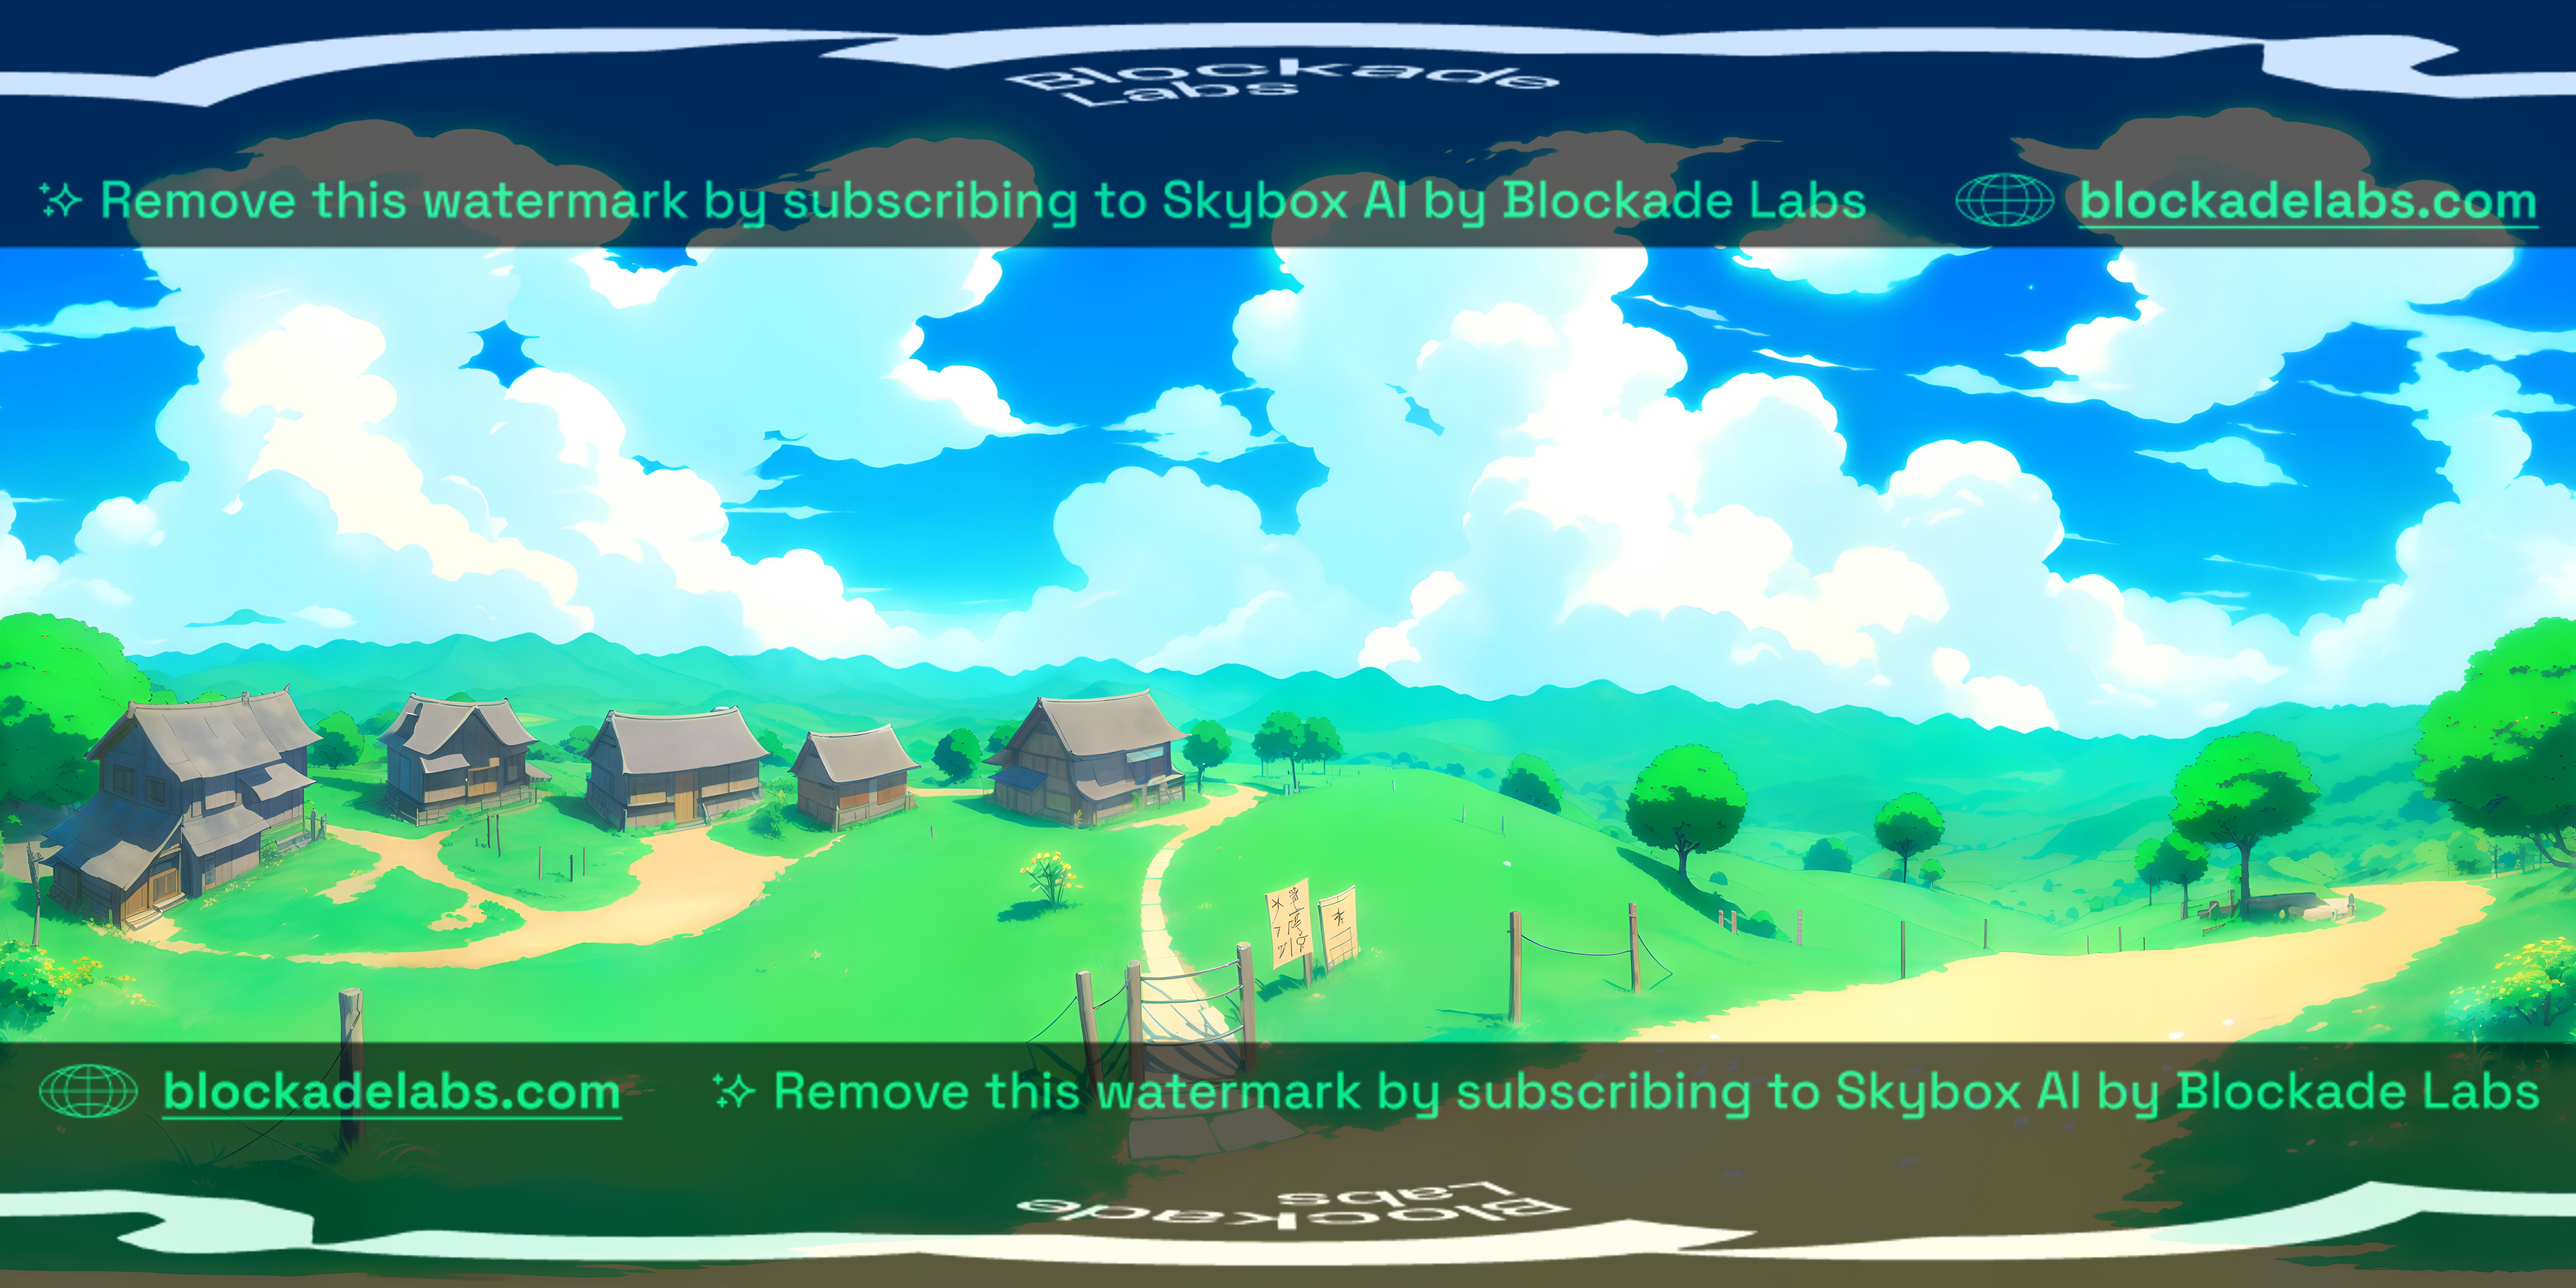 Blockade
Labs
Remove this watermark by subscribing to Skybox AI by Blockade Labs
blockadelabs.com
blockadelabs.com
Remove this watermark by subscribing to Skybox AI by Blockade Labs
Blockade
Labs